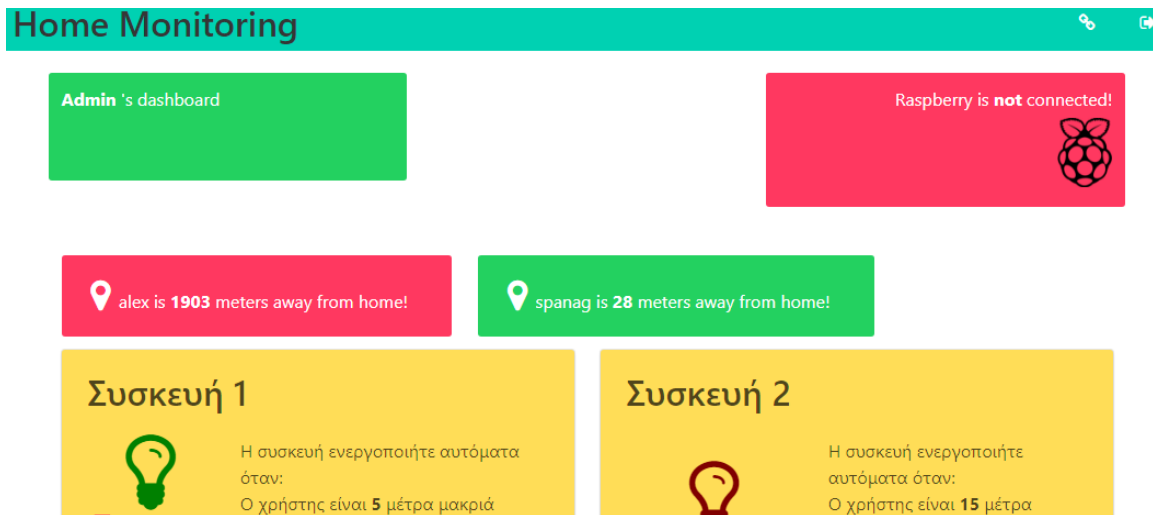 Home Monitoring
Admin 's dashboard
Raspberry is not connected!
alex is 1903 meters away from home!
spanag is 28 meters away from home!
Συσκευή 1
Η συσκευή ενεργοποιήτε αυτόματα
όταν:
Ο χρήστης είναι 5 μέτρα μακριά
Συσκευή 2
Η συσκευή ενεργοποιήτε
αυτόματα όταν:
Ο χρήστης είναι 15 μέτρα